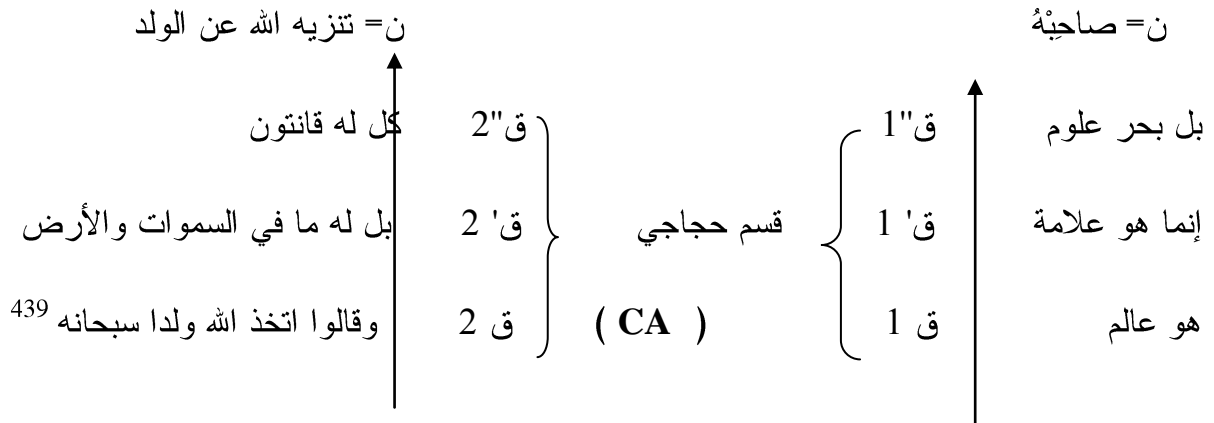 ن= صاحِبْهُ ن= تنزيه الله عن الولد
بل بحر علوم ق"1 ق"2 كل له قانتون
إنما هو علامة ق' 1 قسم حجاجي ق' 2 بل له ما في السموات والأرض
هو عالم ق 1 ( CA ) ق 2 وقالوا اتخذ الله ولدا سبحانه 439